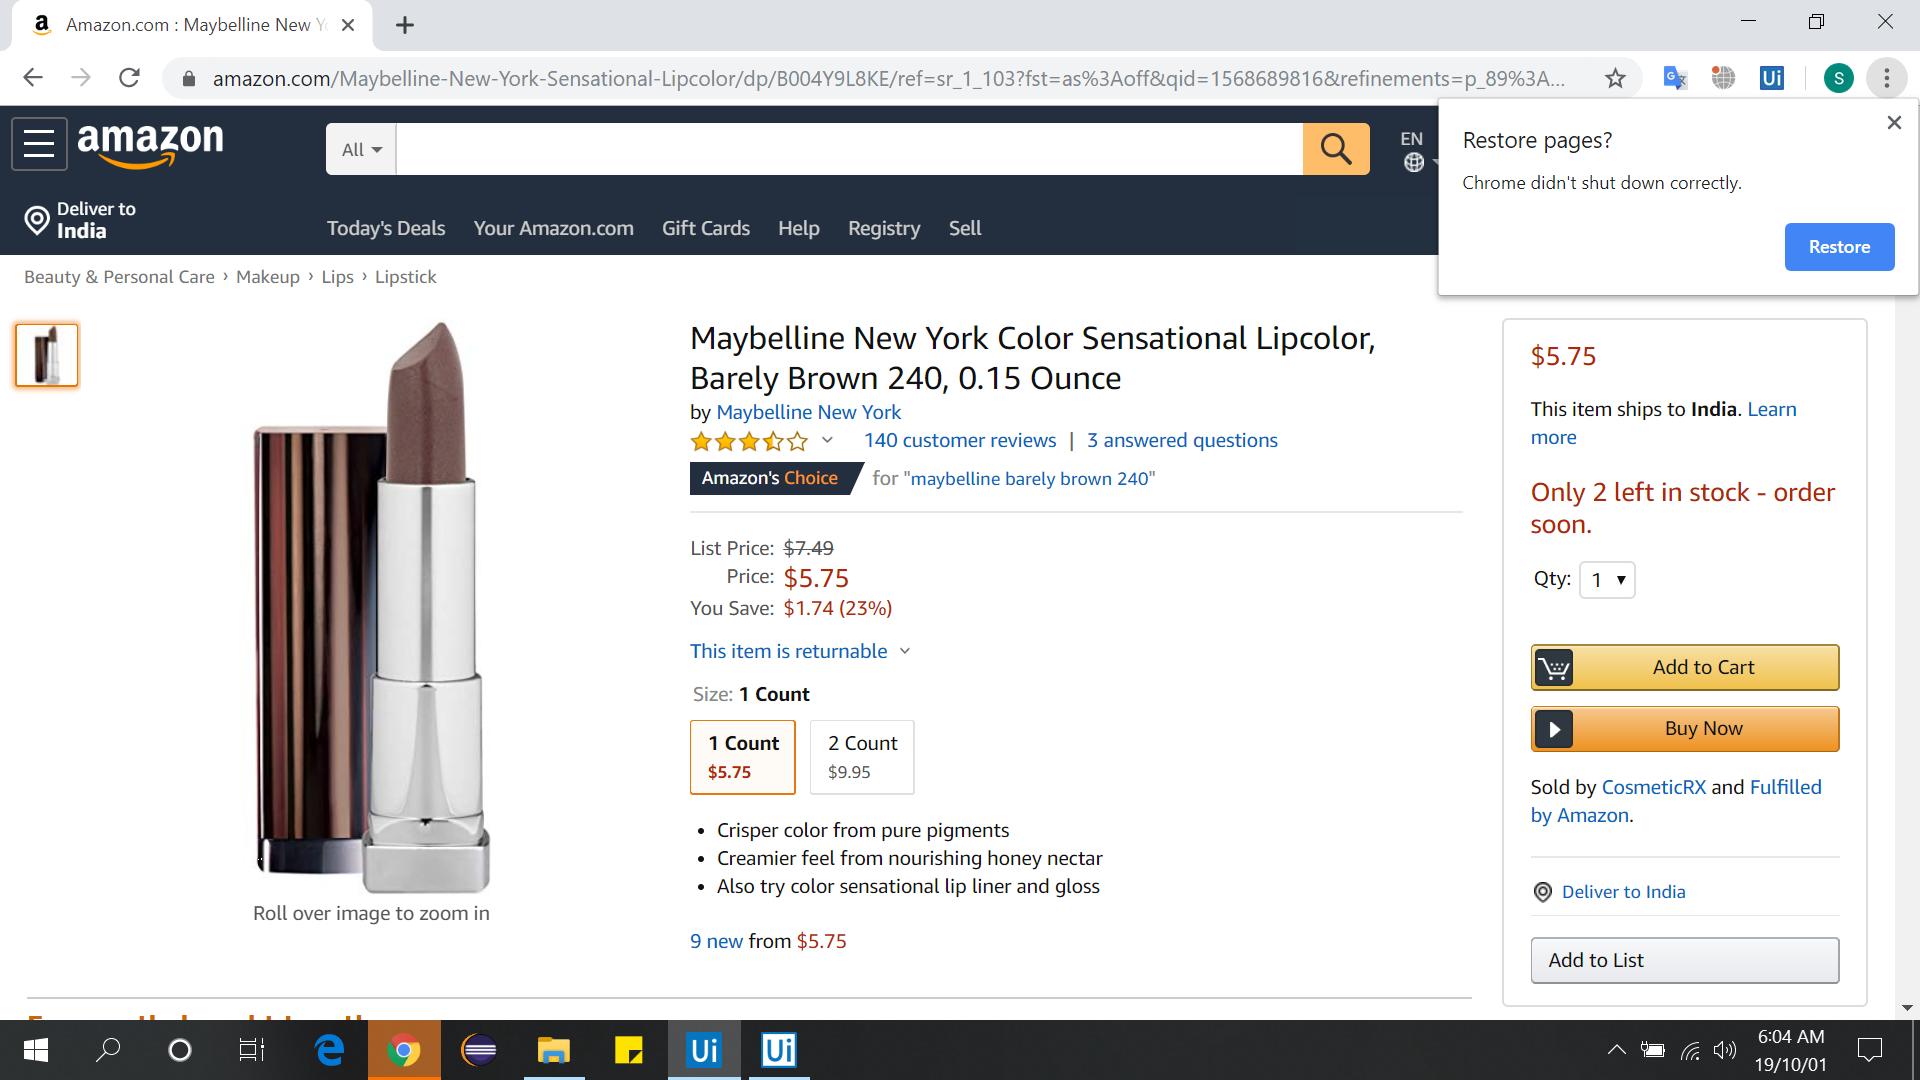 Amazon.com : Maybelline New Y
amazon.com/Maybelline-New-York-Sensational-Lipcolor/dp/B004Y9L8KE/ref=sr_1_103?fst=as%3Aoff&qid=1568689816&refinements=p_89%3A...
S
Ui
Restore pages?
Chrome didn't shut down correctly.
Restore
amazon
All
EN
Deliver to
India
Today's Deals
Your Amazon.com
Gift Cards
Help
Registry
Sell
Beauty & Personal Care › Makeup › Lips › Lipstick
Roll over image to zoom in
Maybelline New York Color Sensational Lipcolor,
Barely Brown 240, 0.15 Ounce
by Maybelline New York
140 customer reviews | 3 answered questions
Amazon's Choice for "maybelline barely brown 240"
List Price: $7.49
Price: $5.75
You Save: $1.74 (23%)
This item is returnable
Size: 1 Count
1 Count
$5.75
2 Count
$9.95
• Crisper color from pure pigments
• Creamier feel from nourishing honey nectar
• Also try color sensational lip liner and gloss
9 new from $5.75
$5.75
This item ships to India. Learn
more
Only 2 left in stock - order
soon.
Qty: 1
Add to Cart
Buy Now
Sold by CosmeticRX and Fulfilled
by Amazon.
Deliver to India
Add to List
Ui
Ui
6:04 AM
19/10/01